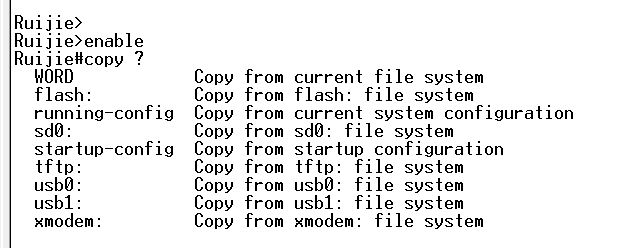 Ruijie>
Ruijie>enable
Ruijie#copy ?
  WORD            Copy from current file system
  flash:          Copy from flash: file system
  running-config  Copy from current system configuration
  sd0:            Copy from sd0: file system
  startup-config  Copy from startup configuration
  tftp:           Copy from tftp: file system
  usb0:           Copy from usb0: file system
  usb1:           Copy from usb1: file system
  xmodem:         Copy from xmodem: file system